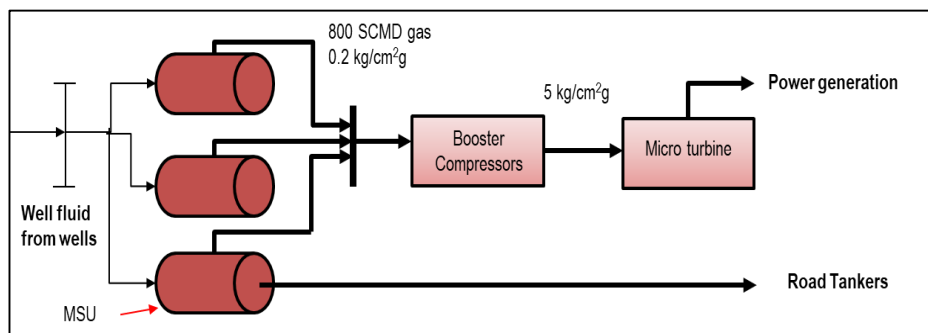 800 SCMD gas
0.2 kg/cm²g
5 kg/cm²g
Power generation
Booster
Compressors
Micro turbine
Well fluid
from wells
Road Tankers
MSU